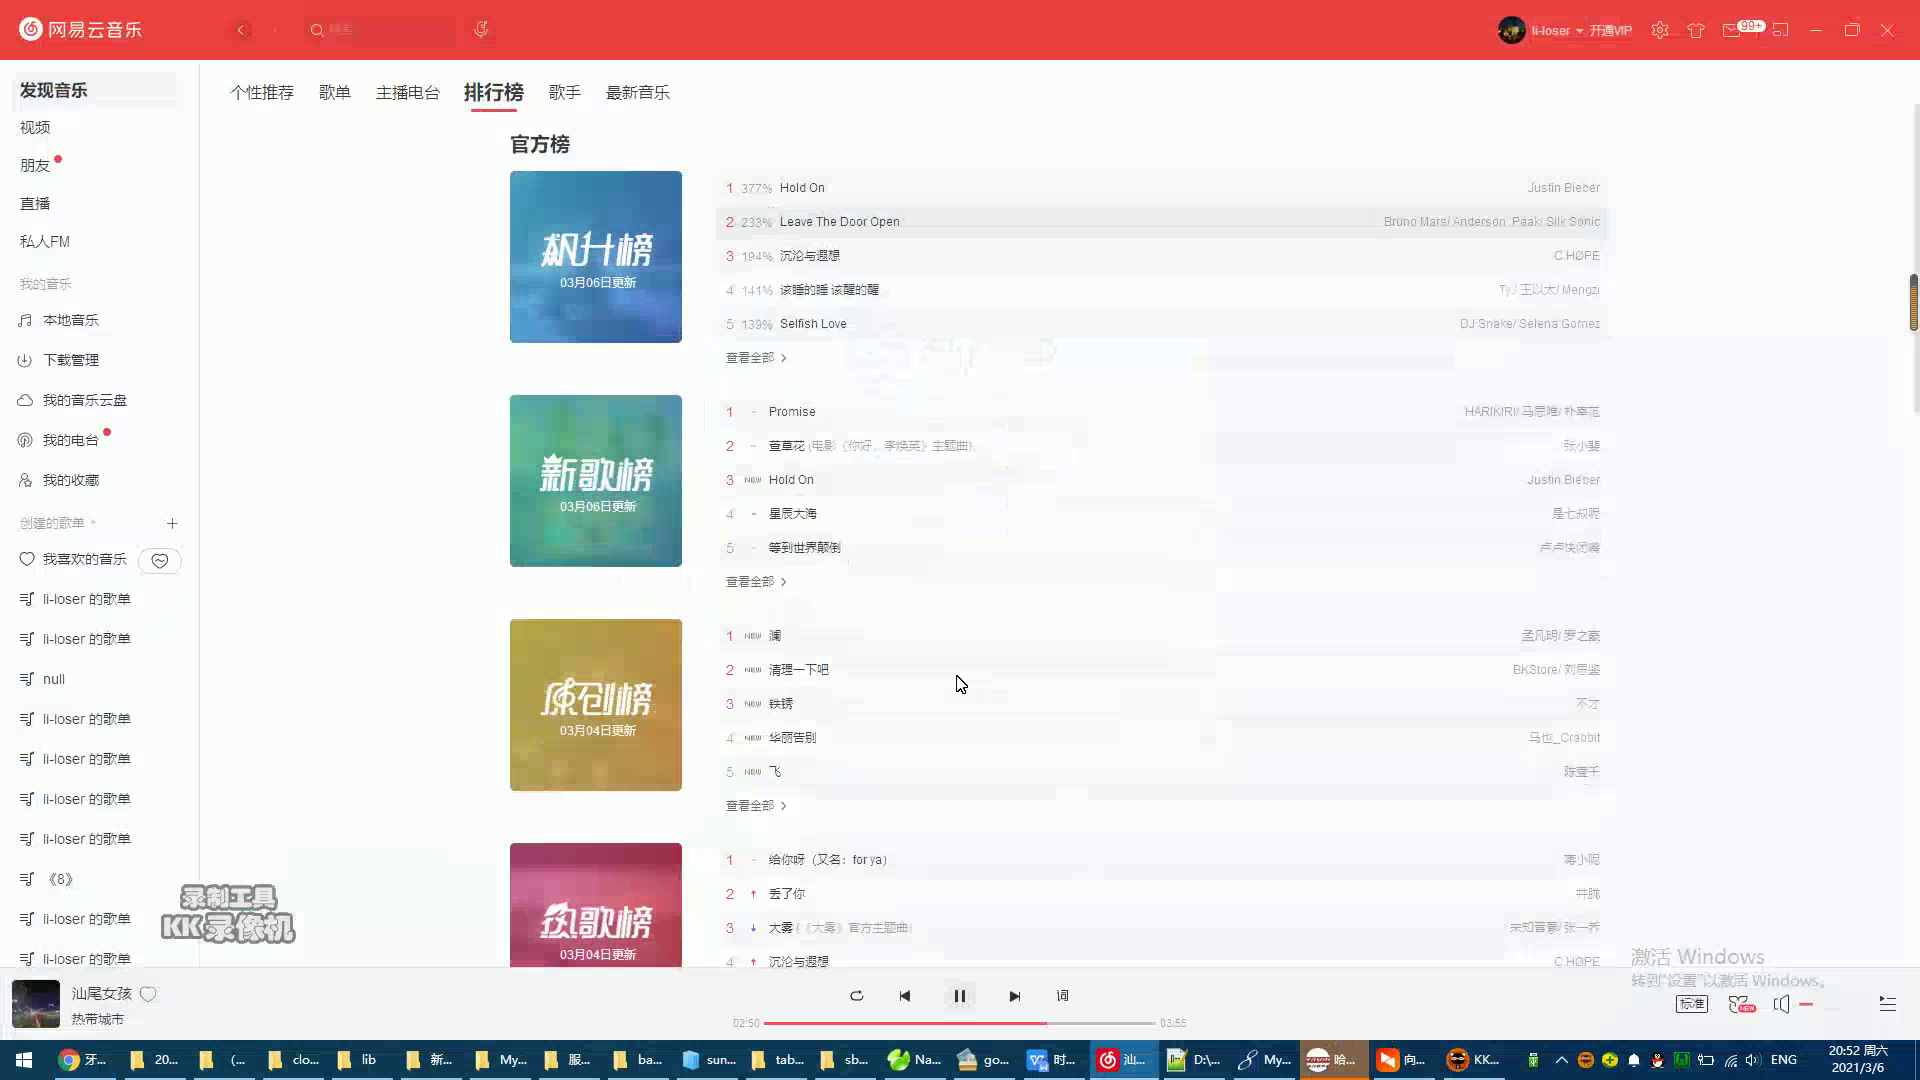 网易云音乐
搜索
li-loser
开通VIP
99+
发现音乐
视频
朋友
直播
私人FM
我的音乐
本地音乐
下载管理
我的音乐云盘
我的电台
我的收藏
创建的歌单
我喜欢的音乐
li-loser 的歌单
li-loser 的歌单
null
li-loser 的歌单
li-loser 的歌单
li-loser 的歌单
li-loser 的歌单
《8》
li-loser 的歌单
li-loser 的歌单
个性推荐 歌单 主播电台 排行榜 歌手 最新音乐
官方榜
飙升榜
03月06日更新
1 377% Hold On Justin Bieber
2 233% Leave The Door Open Bruno Mars/ Anderson .Paak/ Silk Sonic
3 194% 沉沦与遐想 C.HØPE
4 141% 该睡的睡 该醒的醒 Ty./ 王以太/ Mengzi
5 139% Selfish Love DJ Snake/ Selena Gomez
查看全部
新歌榜
03月06日更新
1 - Promise HARIKIRI/ 马思唯/ 朴宰范
2 - 萱草花 (电影《你好，李焕英》主题曲) 张小斐
3 NEW Hold On Justin Bieber
4 - 星辰大海
5 - 等到世界颠倒 卢卢快闭嘴
查看全部
原创榜
03月04日更新
1 NEW 澜 孟凡明/ 罗之豪
2 NEW 清理一下吧 BKStore/
3 NEW 铁锈 不才
4 NEW 华丽告别 马也_Crabbit
5 NEW 飞 陈壹千
查看全部
热歌榜
03月04日更新
1 - 给你呀（又名：for ya） 蒋小呢
2 丢了你 井胧
3 大雾 (《大雾》官方主题曲)
4 沉沦与遐想 C.HØPE
录制工具
KK录像机
激活 Windows
转到“设置”以激活 Windows。
汕尾女孩
热带城市
词
02:50
03:55
标准
NEW
牙...
20...
(...
clo...
lib
新...
My...
服...
ba...
sun...
tab...
sb...
Na...
go...
时...
汕...
D:\...
My...
哈...
向...
KK...
ENG
20:52 周六
2021/3/6